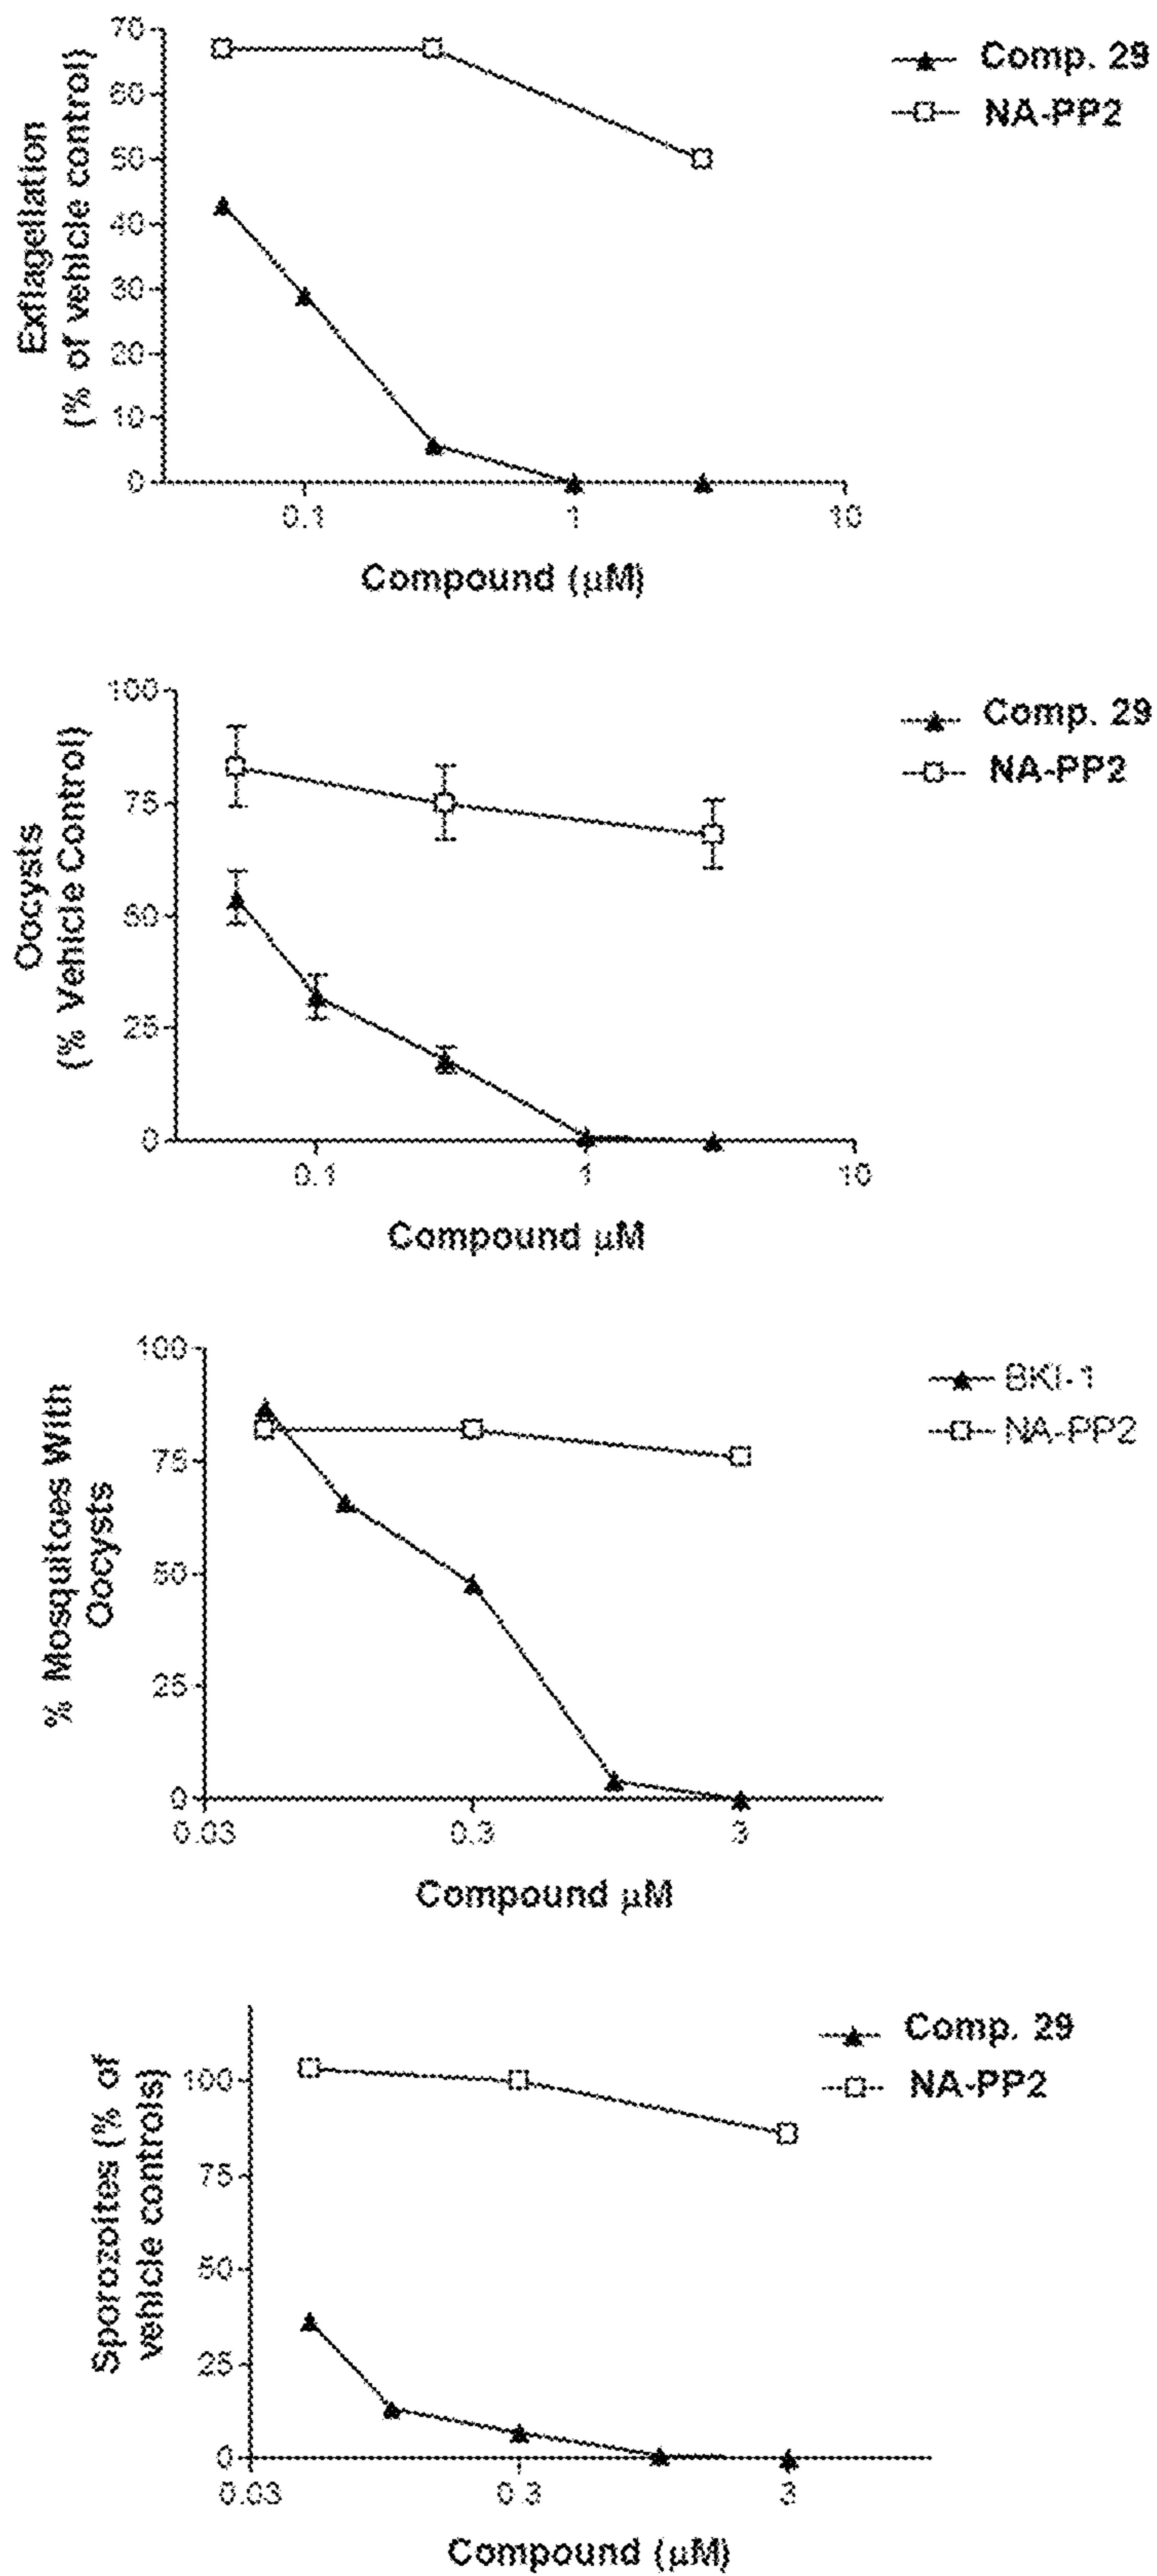 Exflagellation
(% of vehicle control)
70
60
50
40
30
20
10
0
0.1
1
10
Compound (μM)
Comp. 29
NA-PP2
Oocysts
(% Vehicle Control)
100
75
50
25
0
0.1
1
10
Compound μM
Comp. 29
NA-PP2
% Mosquitoes With
Oocysts
100
75
50
25
0
0.03
0.3
3
Compound μM
BKI-1
NA-PP2
Sporozoites (% of
vehicle controls)
100
75
50
25
0
0.03
0.3
3
Compound (μM)
Comp. 29
NA-PP2